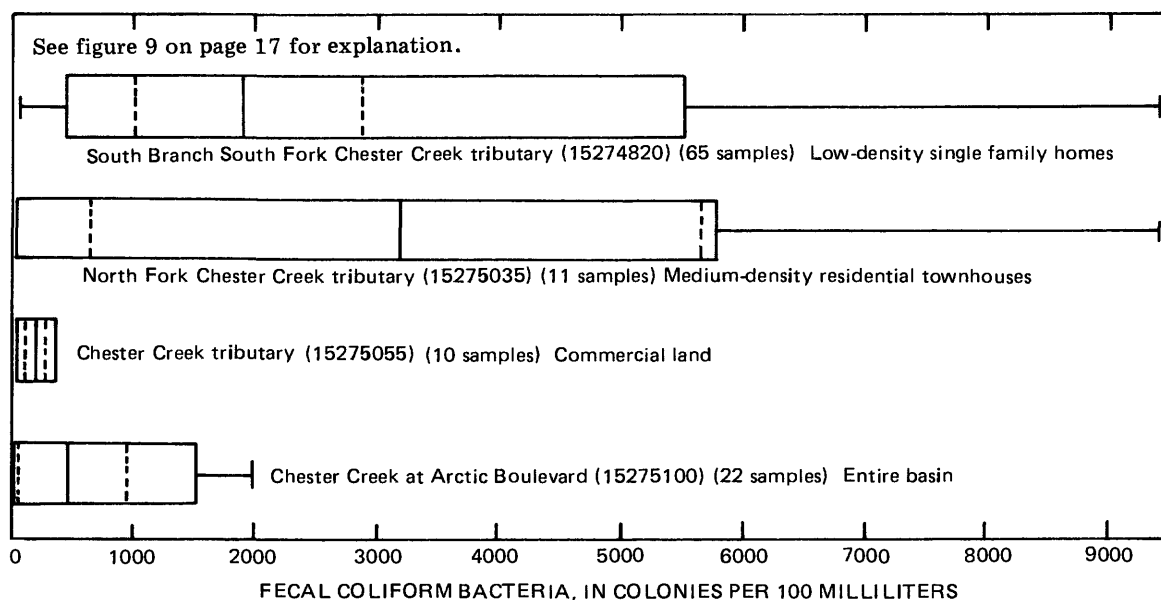 See figure 9 on page 17 for explanation.
South Branch South Fork Chester Creek tributary (15274820) (65 samples) Low-density single family homes
North Fork Chester Creek tributary (15275035) (11 samples) Medium-density residential townhouses
Chester Creek tributary (15275055) (10 samples) Commercial land
Chester Creek at Arctic Boulevard (15275100) (22 samples) Entire basin
0 1000 2000 3000 4000 5000 6000 7000 8000 9000
FECAL COLIFORM BACTERIA, IN COLONIES PER 100 MILLILITERS